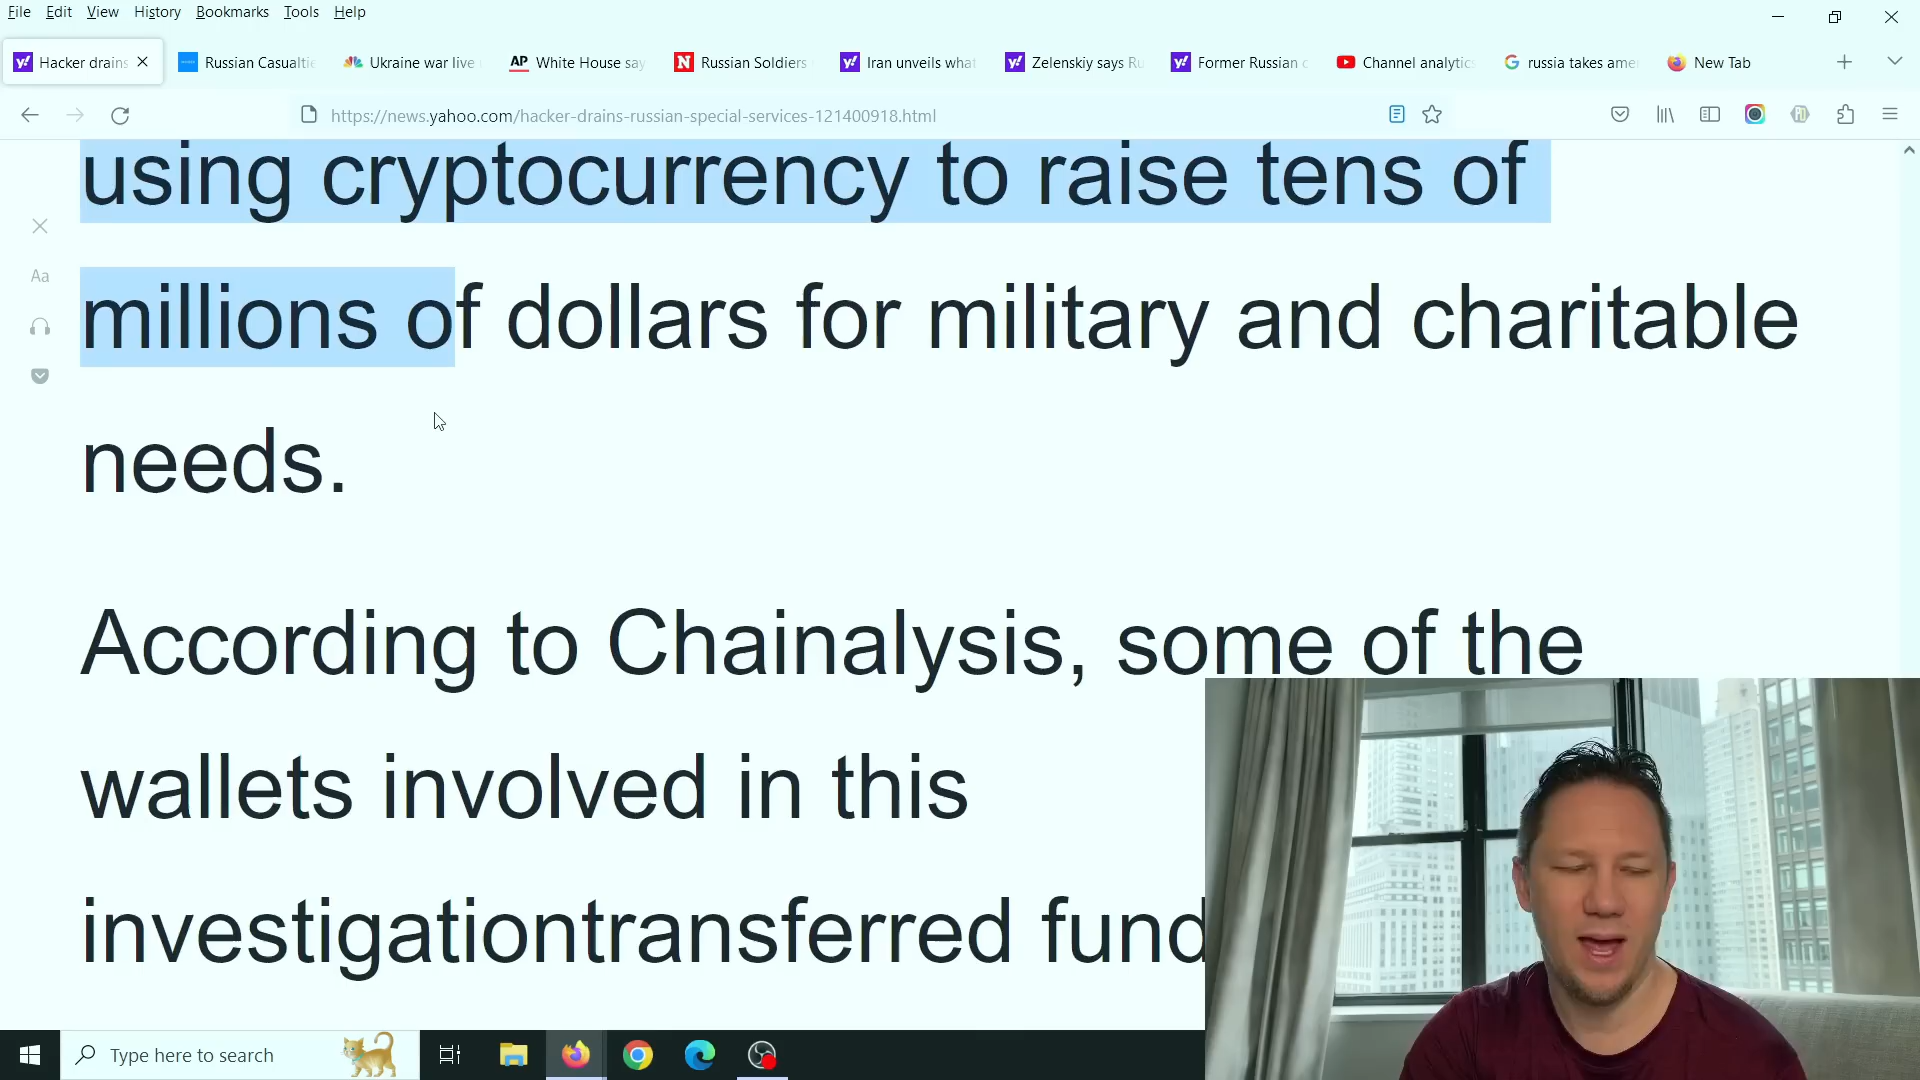 File Edit View History Bookmarks Tools Help
Hacker drains Russian Casualtie Ukraine war live AP White House say N Russian Soldiers Iran unveils what Zelenskiy says Ru Former Russian c Channel analytics russia takes ame New Tab
https://news.yahoo.com/hacker-drains-russian-special-services-121400918.html
using cryptocurrency to raise tens of
millions of dollars for military and charitable
needs.
According to Chainalysis, some of the
wallets involved in this
investigationtransferred fund
Aa
Type here to search